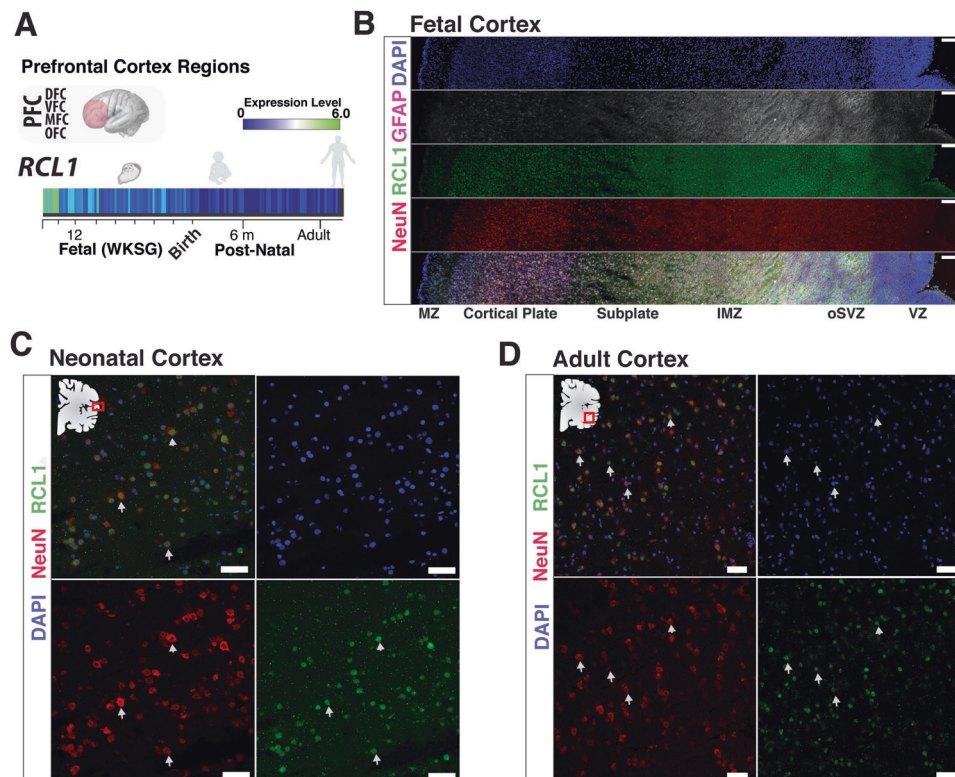 A
Prefrontal Cortex Regions
PFC
DFC
VFC
MFC
OFC
Expression Level
0 6.0
RCL1
12 6 m Adult
Fetal (WKSG) Birth Post-Natal
B Fetal Cortex
NeuN RCL1 GFAP DAPI
MZ Cortical Plate Subplate IMZ oSVZ VZ
C Neonatal Cortex
DAPI NeuN RCL1
D Adult Cortex
DAPI NeuN RCL1